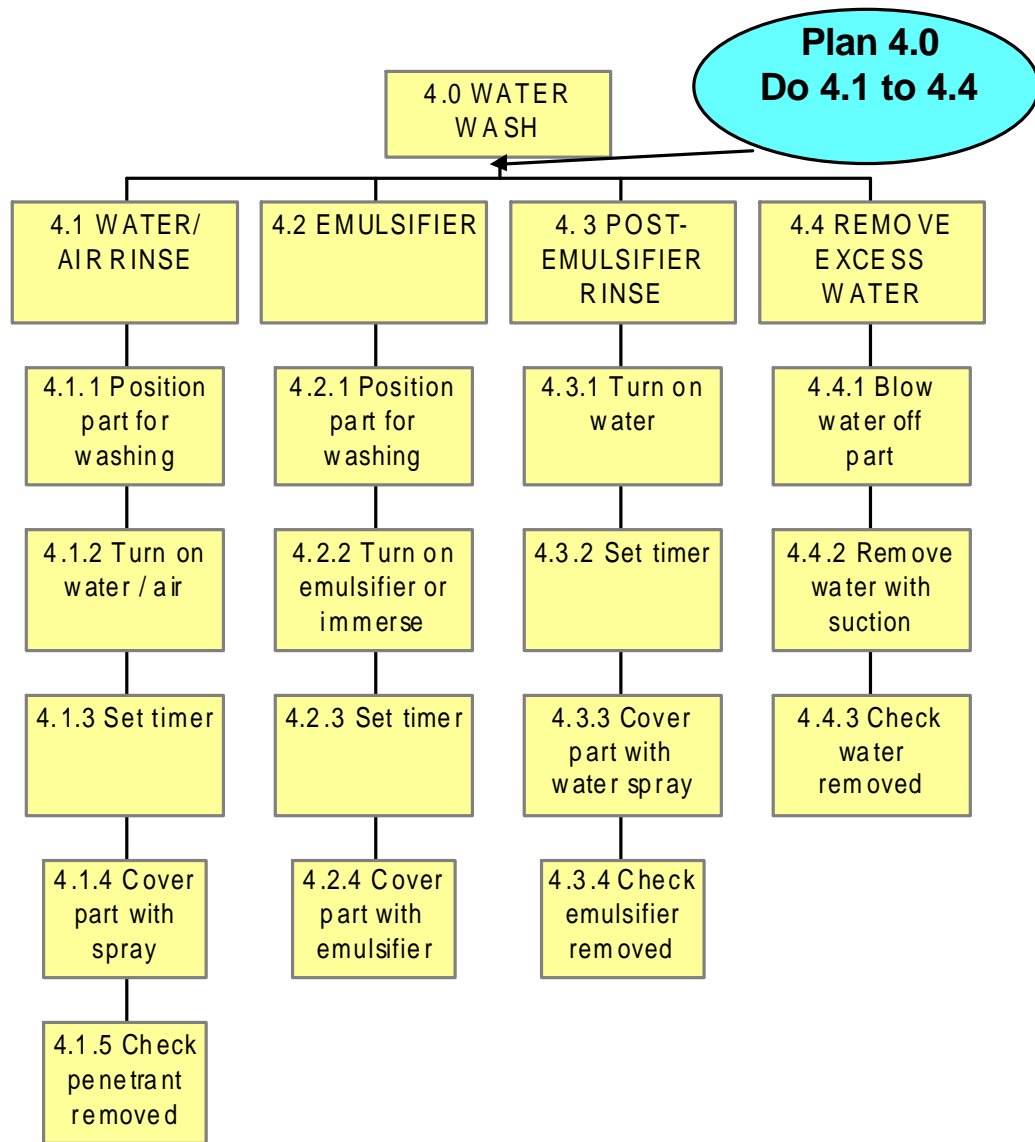 Plan 4.0
Do 4.1 to 4.4
4.0 WATER
WASH
4.1 WATER/
AIR RINSE
4.2 EMULSIFIER
4.3 POST-
EMULSIFIER
RINSE
4.4 REMOVE
EXCESS
WATER
4.1.1 Position
part for
washing
4.2.1 Position
part for
washing
4.3.1 Turn on
water
4.4.1 Blow
water off
part
4.1.2 Turn on
water / air
4.2.2 Turn on
emulsifier or
immerse
4.3.2 Set timer
4.4.2 Remove
water with
suction
4.1.3 Set timer
4.2.3 Set timer
4.3.3 Cover
part with
water spray
4.4.3 Check
water
removed
4.1.4 Cover
part with
spray
4.2.4 Cover
part with
emulsifier
4.3.4 Check
emulsifier
removed
4.1.5 Check
penetrant
removed